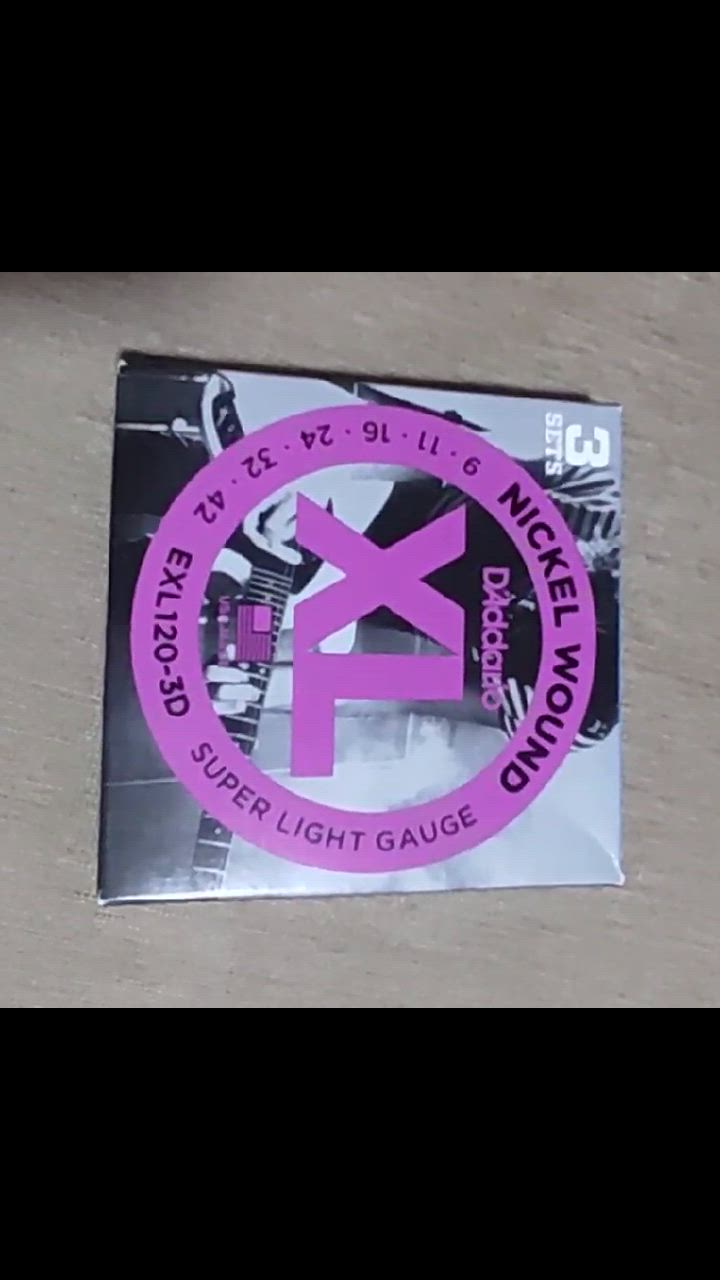 3
SETS
NICKEL WOUND
D'Addario
XL
9 · 11 · 16 · 24 · 32 · 42
EXL120-3D
SUPER LIGHT GAUGE